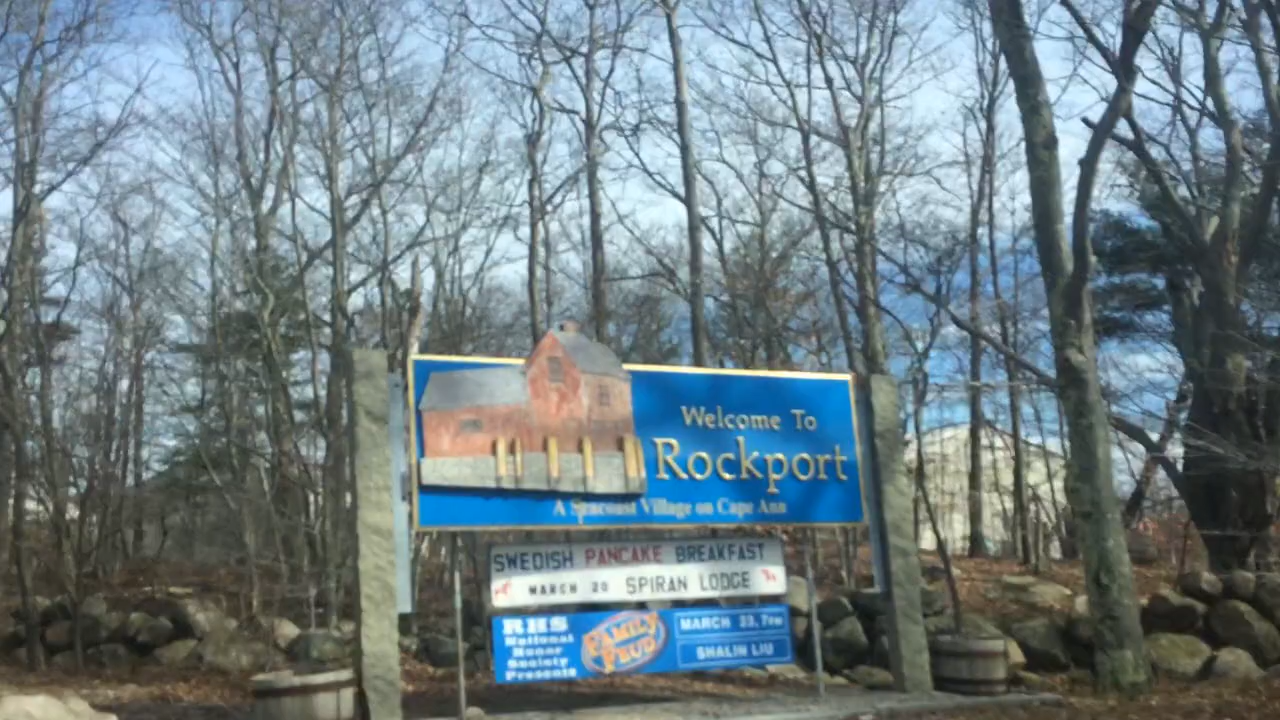 Welcome To
Rockport
A Seacoast Village on Cape Ann
SWEDISH PANCAKE BREAKFAST
MARCH 20 SPIRAN LODGE
RHS
National
Honor
Society
Presents
FAMILY
FEUD
MARCH 23, 7PM
SHALIN LIU